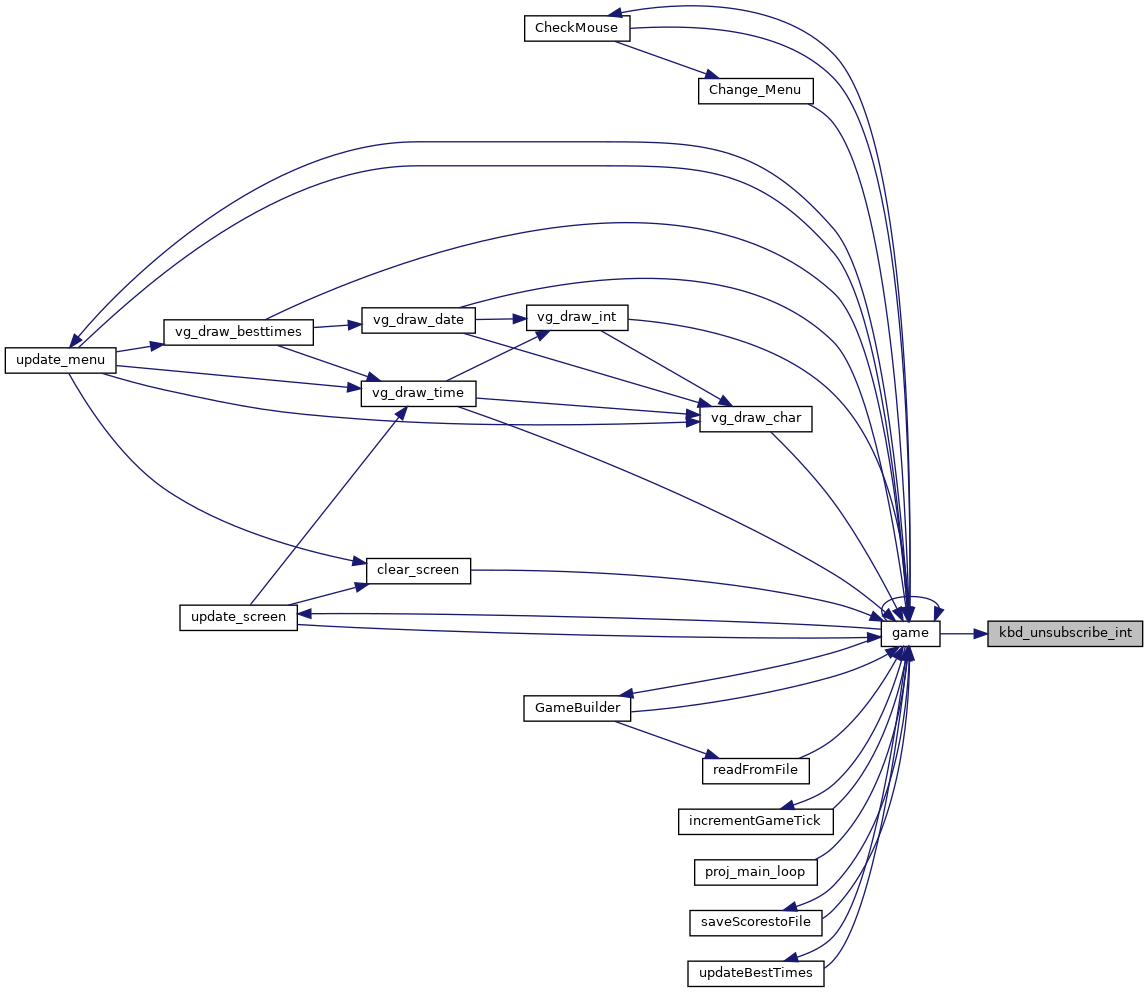 CheckMouse
Change_Menu
vg_draw_date
vg_draw_int
vg_draw_besttimes
update_menu
vg_draw_time
vg_draw_char
clear_screen
update_screen
game
kbd_unsubscribe_int
GameBuilder
readFromFile
incrementGameTick
proj_main_loop
saveScorestoFile
updateBestTimes